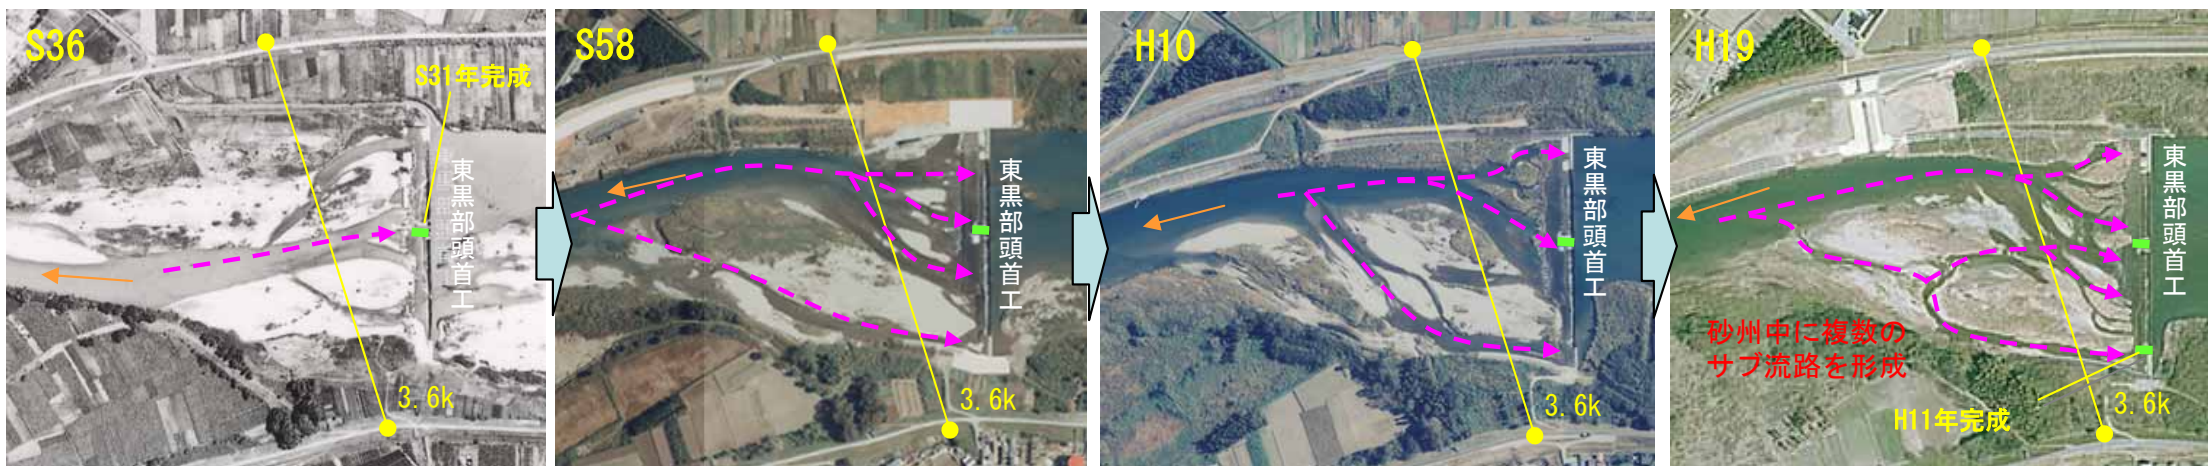 S36
S31年完成
東黒部頭首工
3.6k
S58
東黒部頭首工
3.6k
H10
東黒部頭首工
3.6k
H19
東黒部頭首工
砂州中に複数の
サブ流路を形成
3.6k
H11年完成